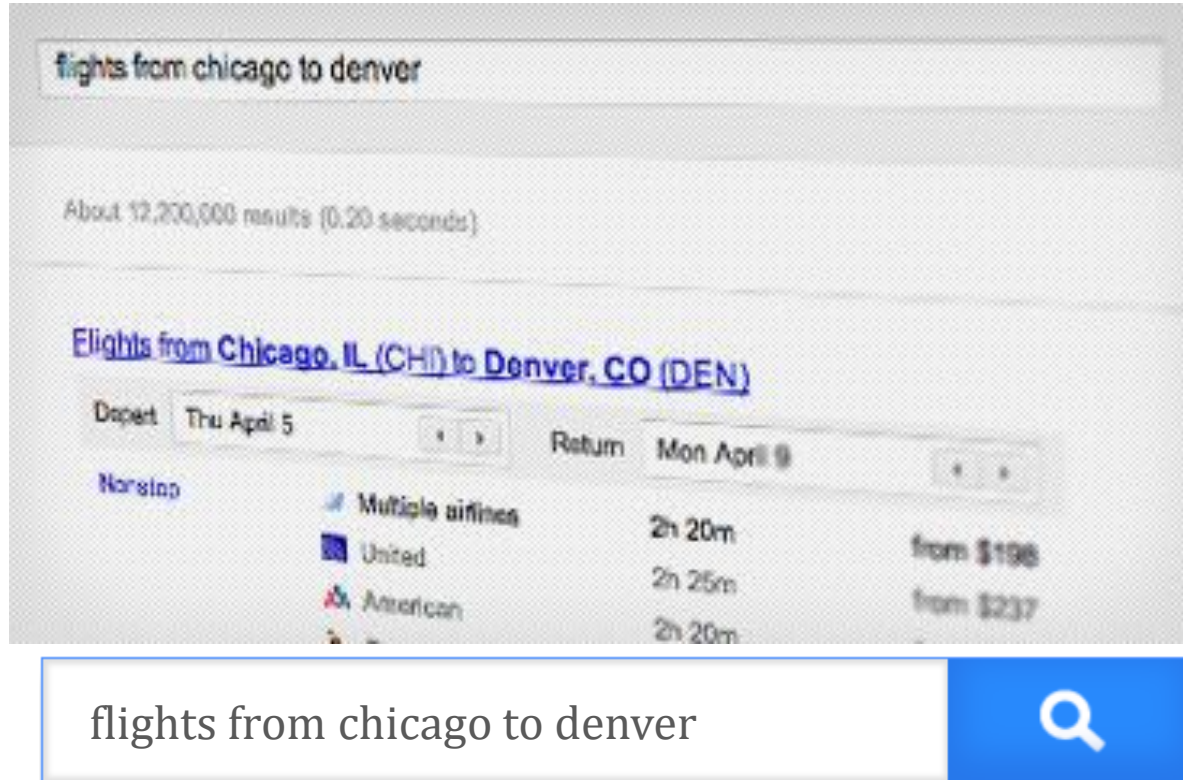 flights from chicago to denver
About 12,200,000 results (0.20 seconds)
Flights from Chicago, IL (CHI) to Denver, CO (DEN)
Depart Thu April 5 Return Mon April 9
Nonstop Multiple airlines 2h 20m from $198
United 2h 25m from $237
American 2h 20m
flights from chicago to denver